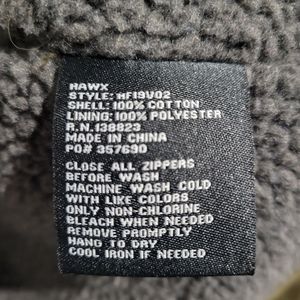 HAWX
STYLE: HF19V02
SHELL: 100% COTTON
LINING: 100% POLYESTER
R.N. 138823
MADE IN CHINA
PO# 357690
CLOSE ALL ZIPPERS
BEFORE WASH
MACHINE WASH COLD
WITH LIKE COLORS
ONLY NON-CHLORINE
BLEACH WHEN NEEDED
REMOVE PROMPTLY
HANG TO DRY
COOL IRON IF NEEDED